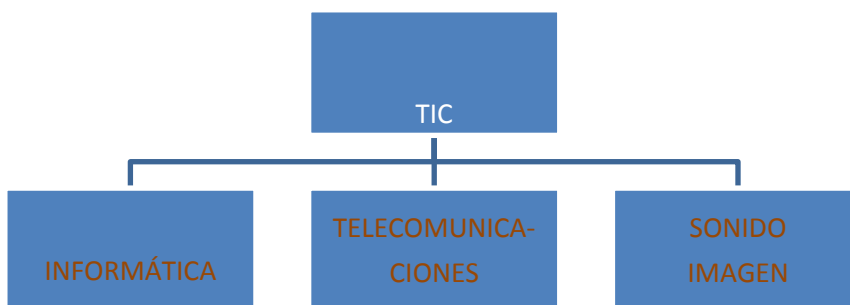 TIC
INFORMÁTICA
TELECOMUNICA-
CIONES
SONIDO
IMAGEN